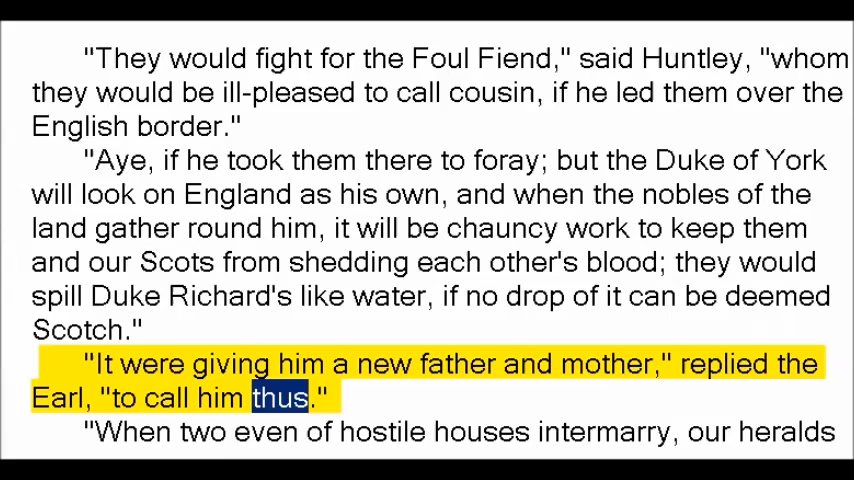 "They would fight for the Foul Fiend," said Huntley, "whom
they would be ill-pleased to call cousin, if he led them over the
English border."
"Aye, if he took them there to foray; but the Duke of York
will look on England as his own, and when the nobles of the
land gather round him, it will be chauncy work to keep them
and our Scots from shedding each other's blood; they would
spill Duke Richard's like water, if no drop of it can be deemed
Scotch."
"It were giving him a new father and mother," replied the
Earl, "to call him thus."
"When two even of hostile houses intermarry, our heralds